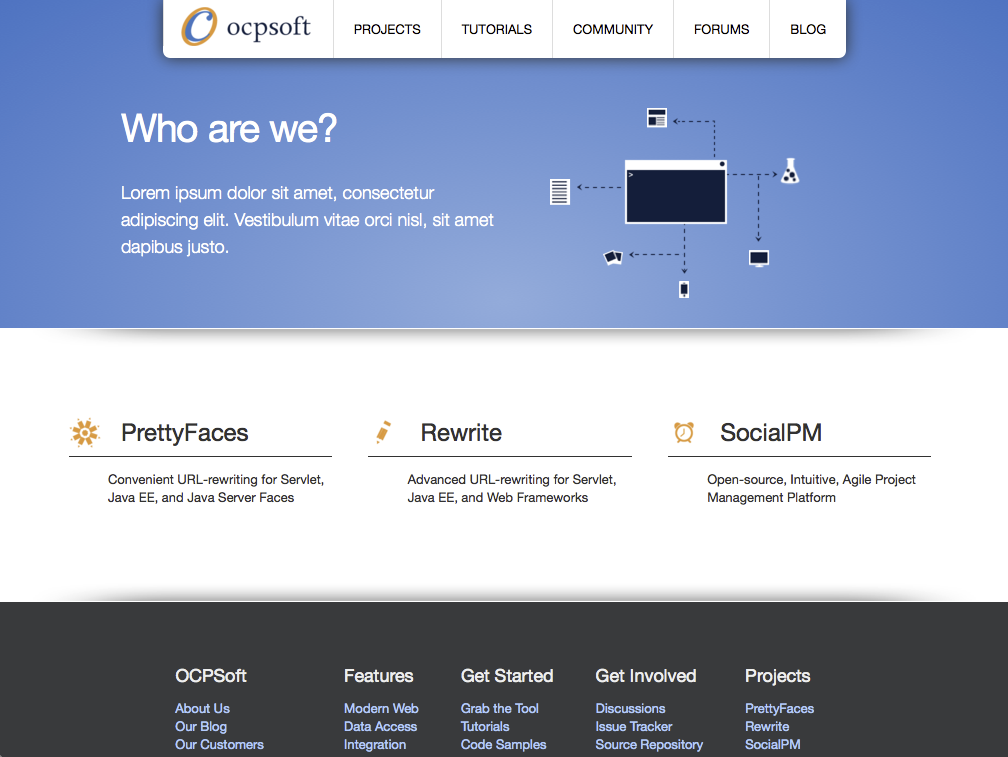 ocpsoft PROJECTS TUTORIALS COMMUNITY FORUMS BLOG
Who are we?
Lorem ipsum dolor sit amet, consectetur
adipiscing elit. Vestibulum vitae orci nisl, sit amet
dapibus justo.
>
PrettyFaces
Convenient URL-rewriting for Servlet,
Java EE, and Java Server Faces
Rewrite
Advanced URL-rewriting for Servlet,
Java EE, and Web Frameworks
SocialPM
Open-source, Intuitive, Agile Project
Management Platform
OCPSoft
About Us
Our Blog
Our Customers
Features
Modern Web
Data Access
Integration
Get Started
Grab the Tool
Tutorials
Code Samples
Get Involved
Discussions
Issue Tracker
Source Repository
Projects
PrettyFaces
Rewrite
SocialPM